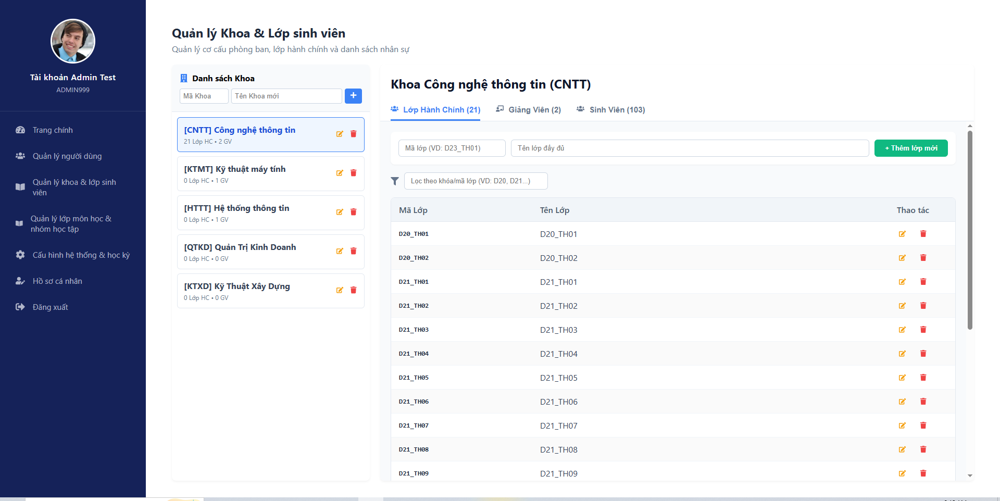 Tài khoản Admin Test
ADMIN999
Trang chính
Quản lý người dùng
Quản lý khoa & lớp sinh
viên
Quản lý lớp môn học &
nhóm học tập
Cấu hình hệ thống & học kỳ
Hồ sơ cá nhân
Đăng xuất
Quản lý Khoa & Lớp sinh viên
Quản lý cơ cấu phòng ban, lớp hành chính và danh sách nhân sự
Danh sách Khoa
Mã Khoa
Tên Khoa mới
+
[CNTT] Công nghệ thông tin
21 Lớp HC • 2 GV
[KTMT] Kỹ thuật máy tính
0 Lớp HC • 1 GV
[HTTT] Hệ thống thông tin
0 Lớp HC • 1 GV
[QTKD] Quản Trị Kinh Doanh
0 Lớp HC • 0 GV
[KTXD] Kỹ Thuật Xây Dựng
0 Lớp HC • 0 GV
Khoa Công nghệ thông tin (CNTT)
Lớp Hành Chính (21)
Giảng Viên (2)
Sinh Viên (103)
Mã lớp (VD: D23_TH01)
Tên lớp đầy đủ
+ Thêm lớp mới
Lọc theo khóa/mã lớp (VD: D20, D21...)
Mã Lớp Tên Lớp Thao tác
D20_TH01 D20_TH01
D20_TH02 D20_TH02
D21_TH01 D21_TH01
D21_TH02 D21_TH02
D21_TH03 D21_TH03
D21_TH04 D21_TH04
D21_TH05 D21_TH05
D21_TH06 D21_TH06
D21_TH07 D21_TH07
D21_TH08 D21_TH08
D21_TH09 D21_TH09